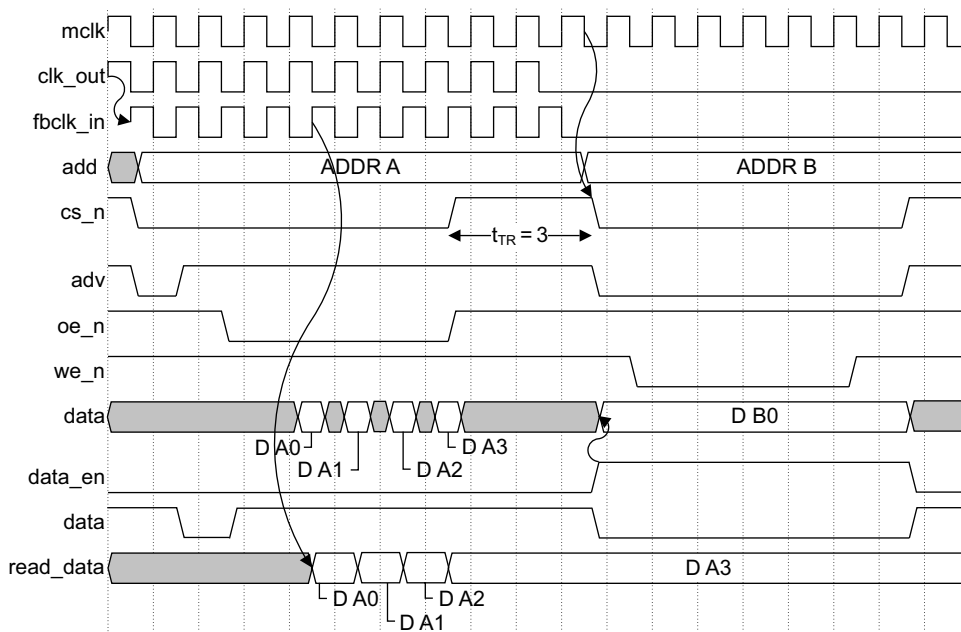 mclk
clk_out
fbclk_in
add ADDR A ADDR B
cs_n
tTR = 3
adv
oe_n
we_n
data D B0
D A0 D A3
D A1 D A2
data_en
data
read_data D A3
D A0 D A2
D A1